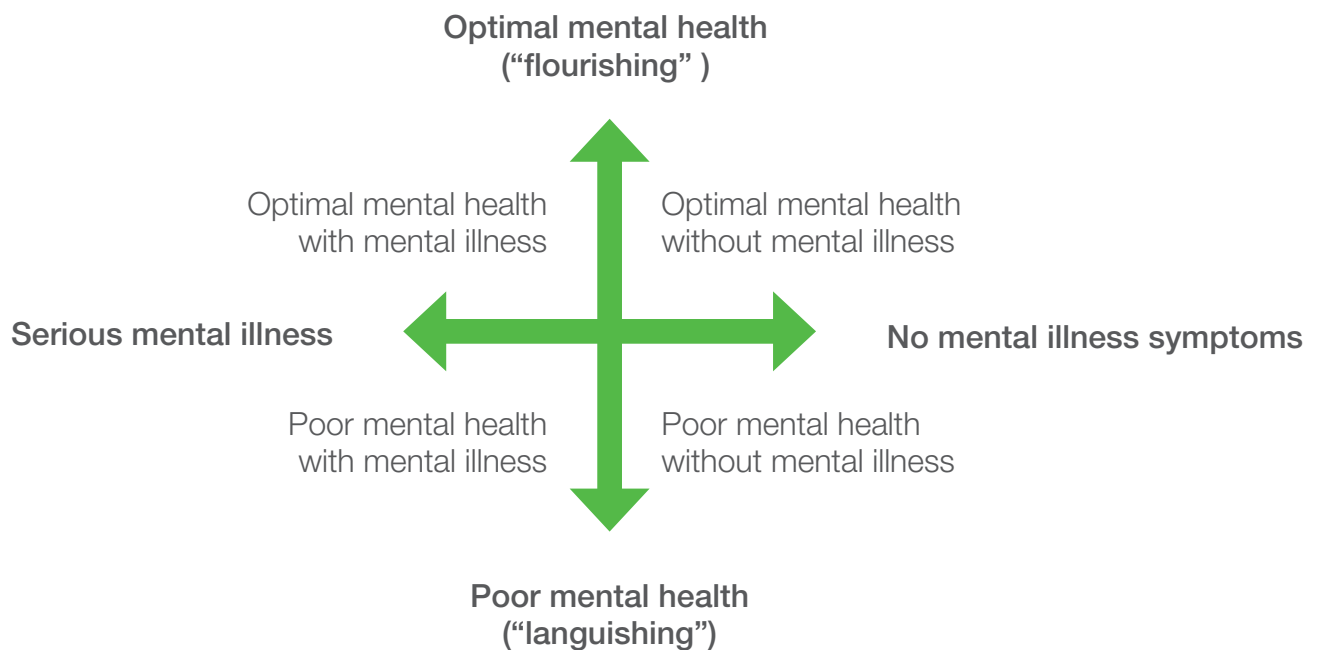 Optimal mental health
(“flourishing” )
Optimal mental health
with mental illness
Optimal mental health
without mental illness
Serious mental illness
No mental illness symptoms
Poor mental health
with mental illness
Poor mental health
without mental illness
Poor mental health
(“languishing”)